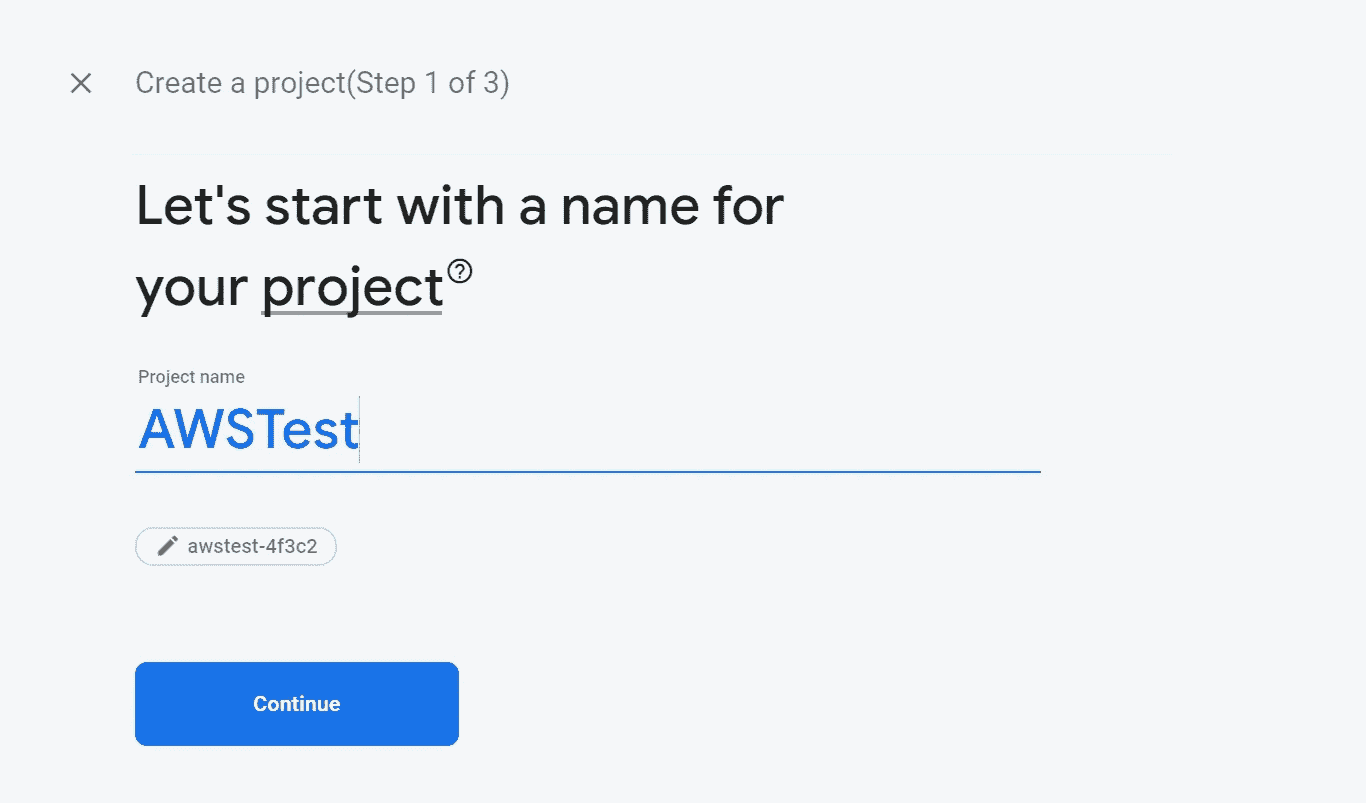 Create a project(Step 1 of 3)
Let's start with a name for
your project
Project name
AWSTest
awstest-4f3c2
Continue